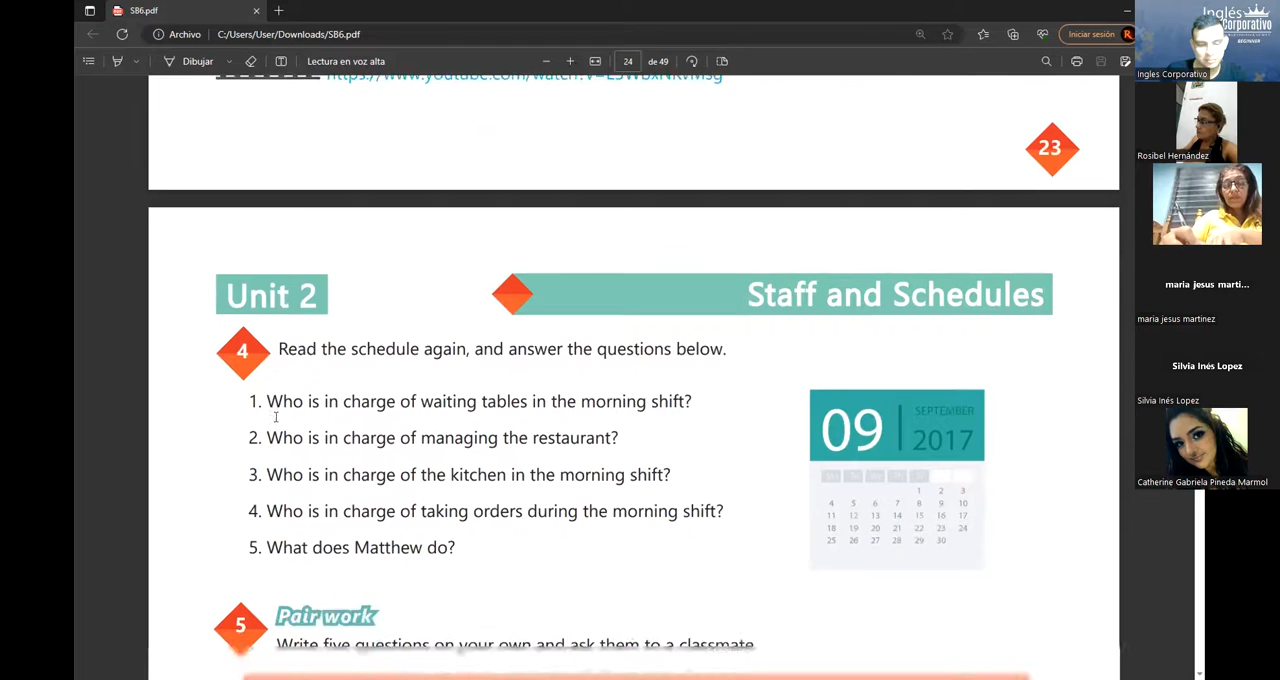 SB6.pdf
Archivo
C:/Users/User/Downloads/SB6.pdf
Iniciar sesión
R
Dibujar
Lectura en voz alta
24
de 49
23
Unit 2
Staff and Schedules
4
Read the schedule again, and answer the questions below.
1. Who is in charge of waiting tables in the morning shift?
2. Who is in charge of managing the restaurant?
3. Who is in charge of the kitchen in the morning shift?
4. Who is in charge of taking orders during the morning shift?
5. What does Matthew do?
09
SEPTEMBER
2017
1 2 3
4 5 6 7 8 9 10
11 12 13 14 15 16 17
18 19 20 21 22 23 24
25 26 27 28 29 30
5
Pair work
Write five questions on your own and ask them to a classmate
Inglés
Corporativo
BEGINNER
Ingles Corporativo
Rosibel Hernández
maria jesus marti...
maria jesus martinez
Silvia Inés Lopez
Silvia Inés Lopez
Catherine Gabriela Pineda Marmol